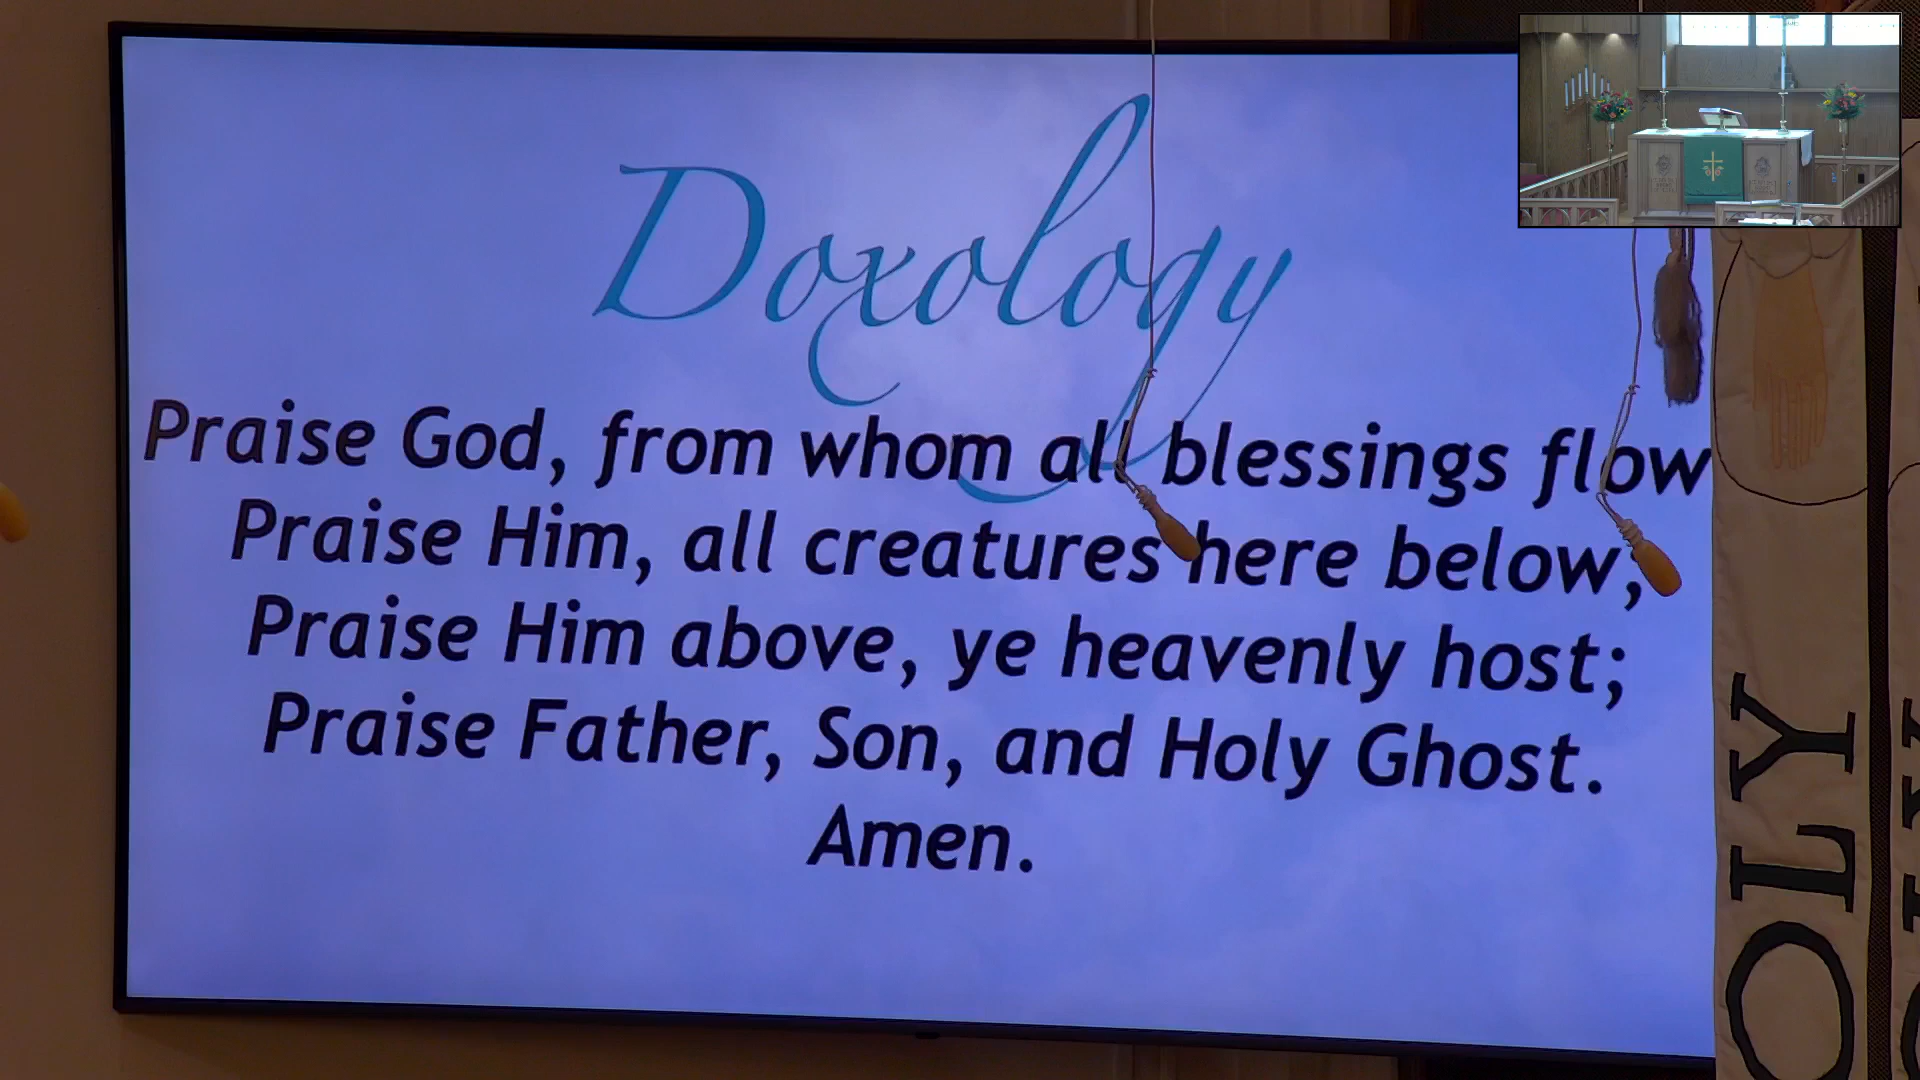 Doxology
Praise God, from whom all blessings flow
Praise Him, all creatures here below,
Praise Him above, ye heavenly host;
Praise Father, Son, and Holy Ghost.
Amen.
OLY